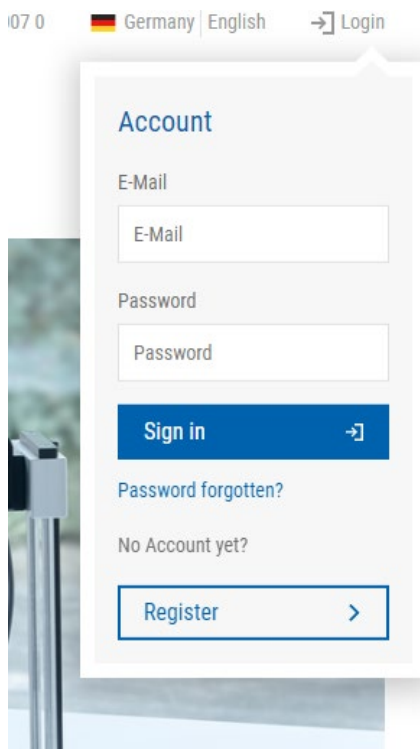 007 0 Germany English Login
Account
E-Mail
E-Mail
Password
Password
Sign in
Password forgotten?
No Account yet?
Register